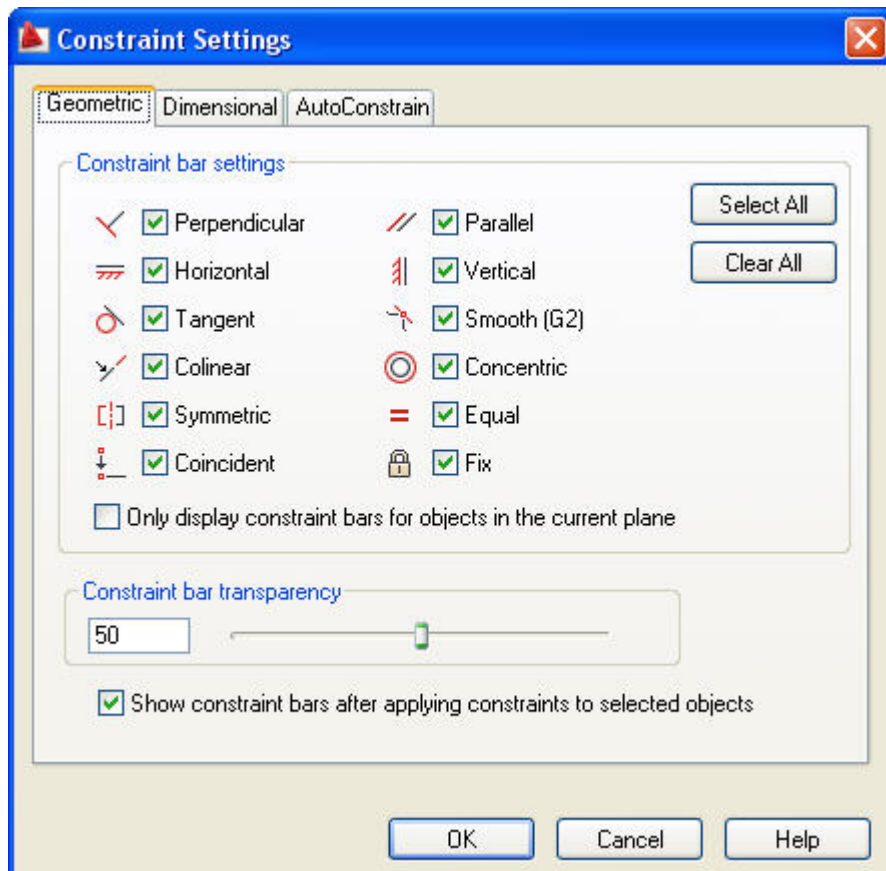 Constraint Settings
Geometric Dimensional AutoConstrain
Constraint bar settings
Perpendicular Parallel Select All
Horizontal Vertical Clear All
Tangent Smooth (G2)
Colinear Concentric
Symmetric Equal
Coincident Fix
Only display constraint bars for objects in the current plane
Constraint bar transparency
50
Show constraint bars after applying constraints to selected objects
OK Cancel Help